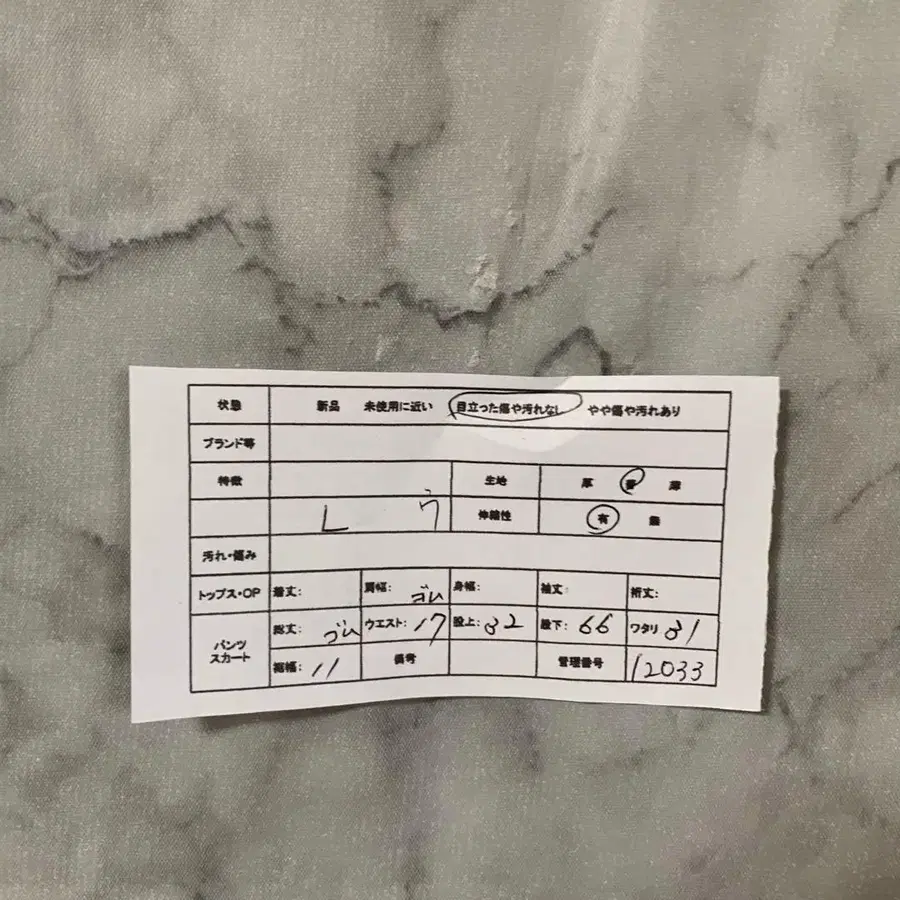 状態 新品 未使用に近い 目立った傷や汚れなし やや傷や汚れあり
ブランド等
特徴 生地 厚 普 薄
L ウ 伸縮性 有 無
汚れ・傷み
トップス・OP 着丈: 肩幅: ゴム 身幅: 袖丈: 裄丈:
パンツ スカート 総丈: ゴム ウエスト: 17 股上: 32 股下: 66 ワタリ 31
裾幅: 11 備考 管理番号 12033